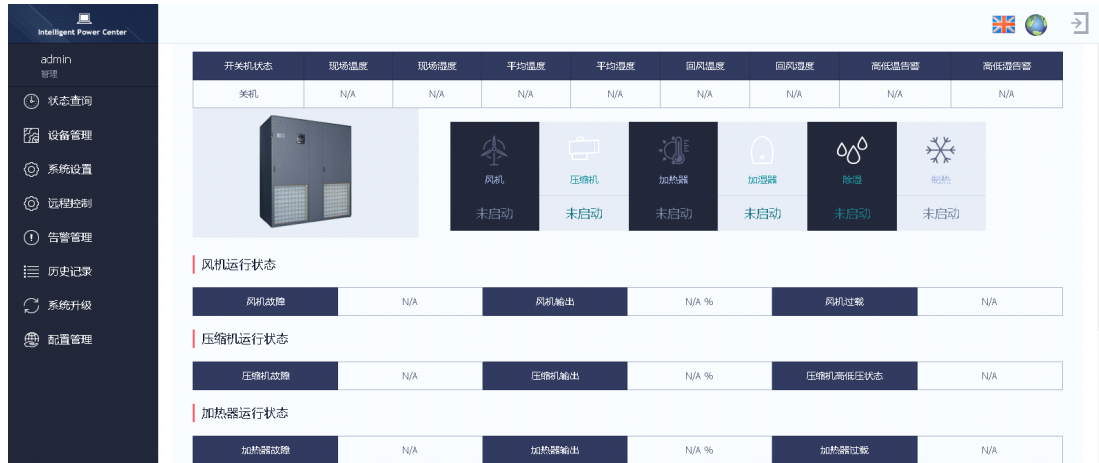 Intelligent Power Center
admin
管理
状态查询
设备管理
系统设置
远程控制
告警管理
历史记录
系统升级
配置管理
开关机状态 现场温度 现场湿度 平均温度 平均湿度 回风温度 回风湿度 高低温告警 高低湿告警
关机 N/A N/A N/A N/A N/A N/A N/A N/A
风机 压缩机 加热器 加湿器 除湿 制热
未启动 未启动 未启动 未启动 未启动 未启动
风机运行状态
风机故障 N/A 风机输出 N/A % 风机过载 N/A
压缩机运行状态
压缩机故障 N/A 压缩机输出 N/A % 压缩机高低压状态 N/A
加热器运行状态
加热器故障 N/A 加热器输出 N/A % 加热器过载 N/A